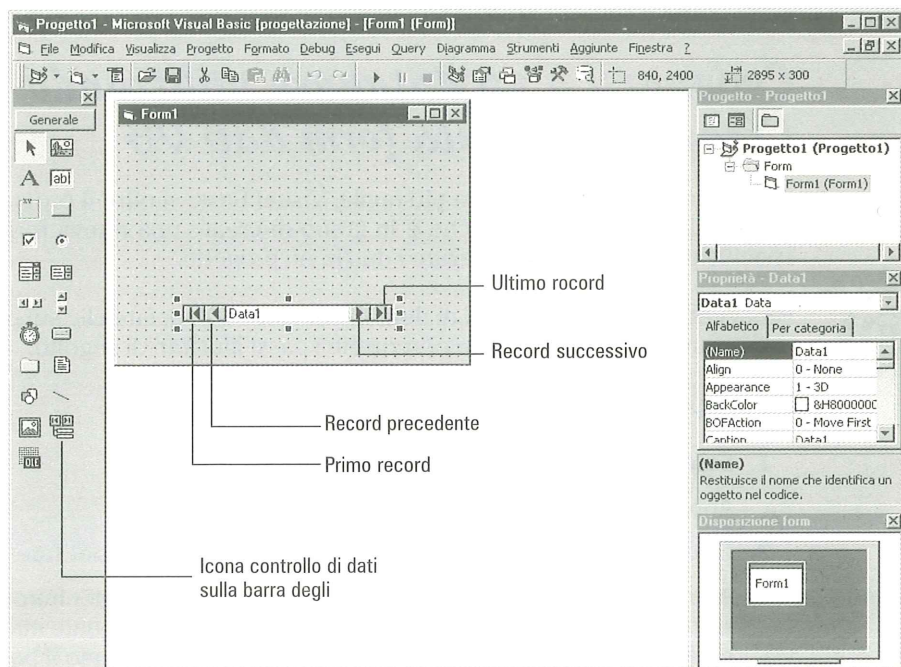 Progetto1 - Microsoft Visual Basic [progettazione] - [Form1 (Form)]
File Modifica Visualizza Progetto Formato Debug Esegui Query Diagramma Strumenti Aggiunte Finestra ?
840, 2400 2895 x 300
Generale
A ab|
xv
OLE
Form1
Data1
Ultimo rocord
Record successivo
Record precedente
Primo record
Icona controllo di dati
sulla barra degli
Progetto - Progetto1
Progetto1 (Progetto1)
Form
Form1 (Form1)
Proprietà - Data1
Data1 Data
Alfabetico Per categoria
(Name) Data1
Align 0 - None
Appearance 1 - 3D
BackColor &H8000000
BOFAction 0 - Move First
Caption Data1
(Name)
Restituisce il nome che identifica un
oggetto nel codice.
Disposizione form
Form1